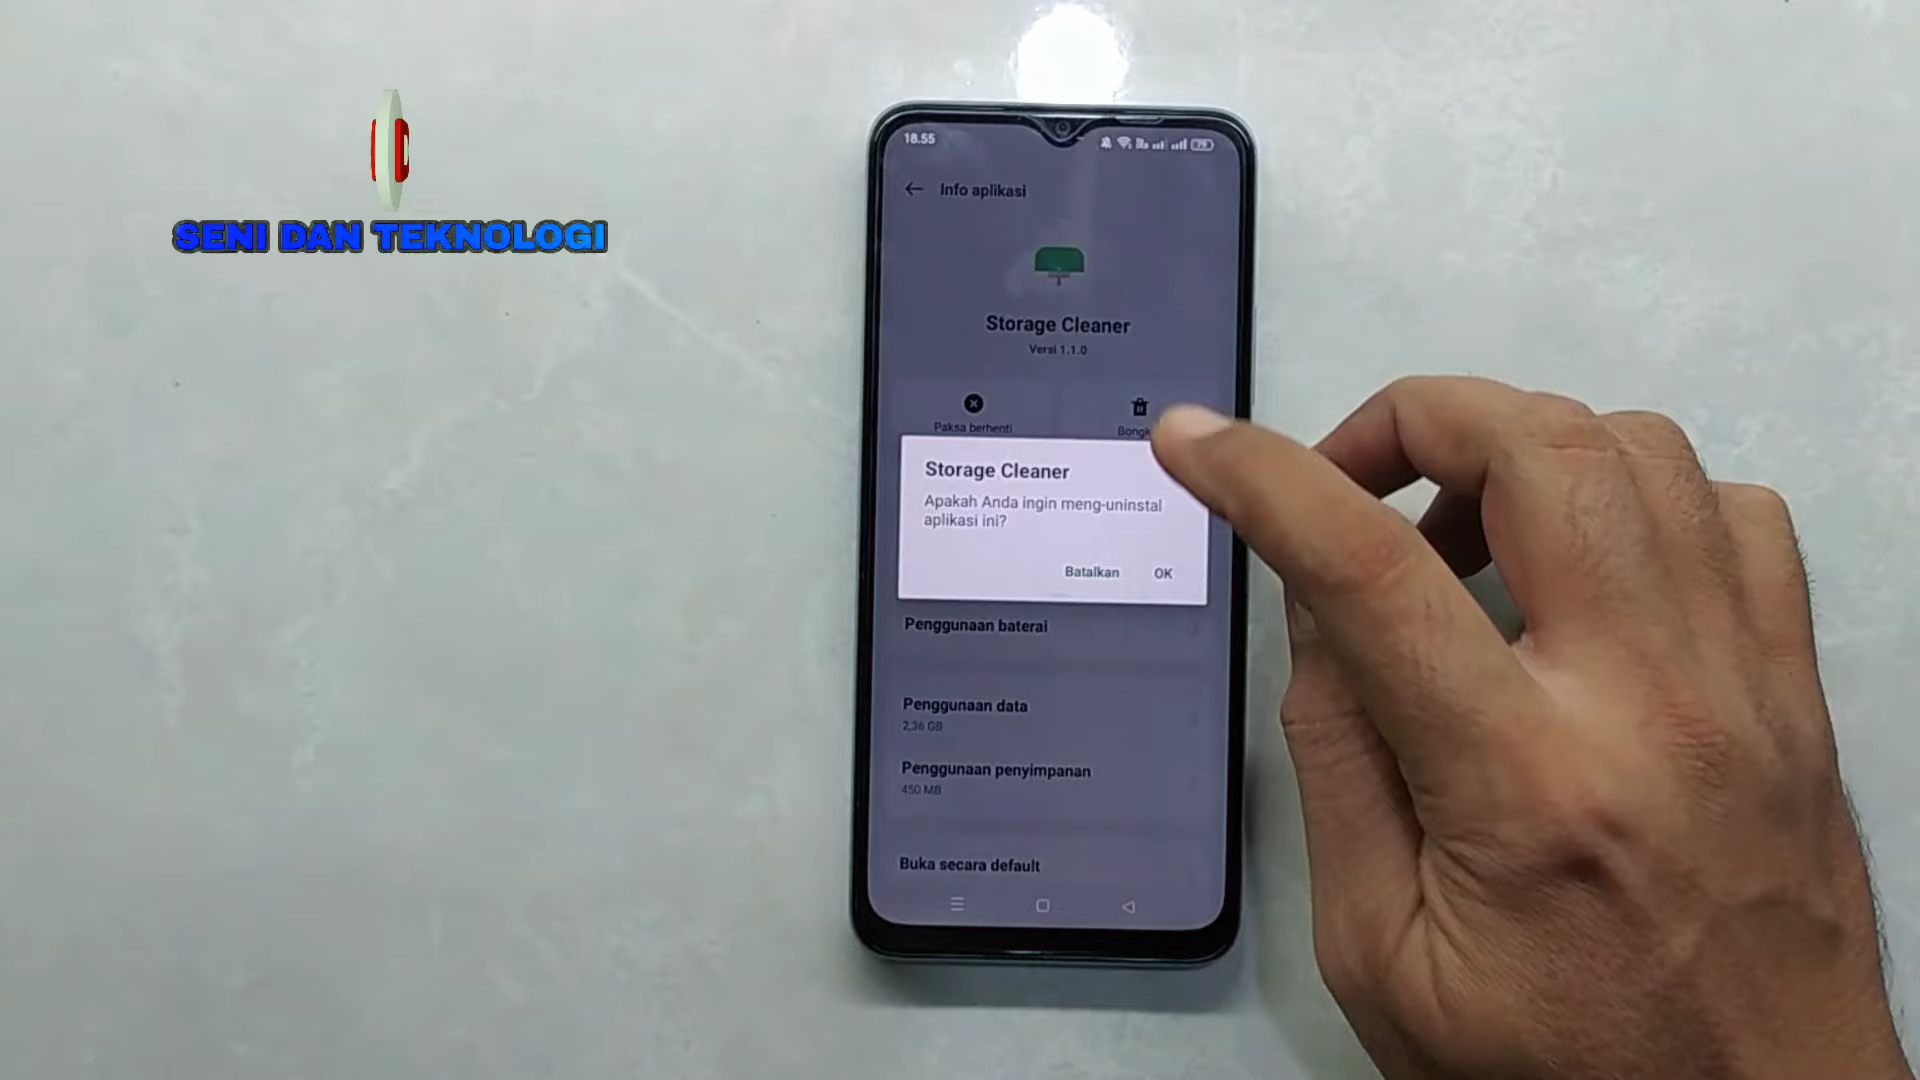 SENI DAN TEKNOLOGI
18.55
Info aplikasi
Storage Cleaner
Versi 1.1.0
Paksa berhenti
Storage Cleaner
Apakah Anda ingin meng-uninstal
aplikasi ini?
Batalkan OK
Penggunaan baterai
Penggunaan data
2,36 GB
Penggunaan penyimpanan
450 MB
Buka secara default